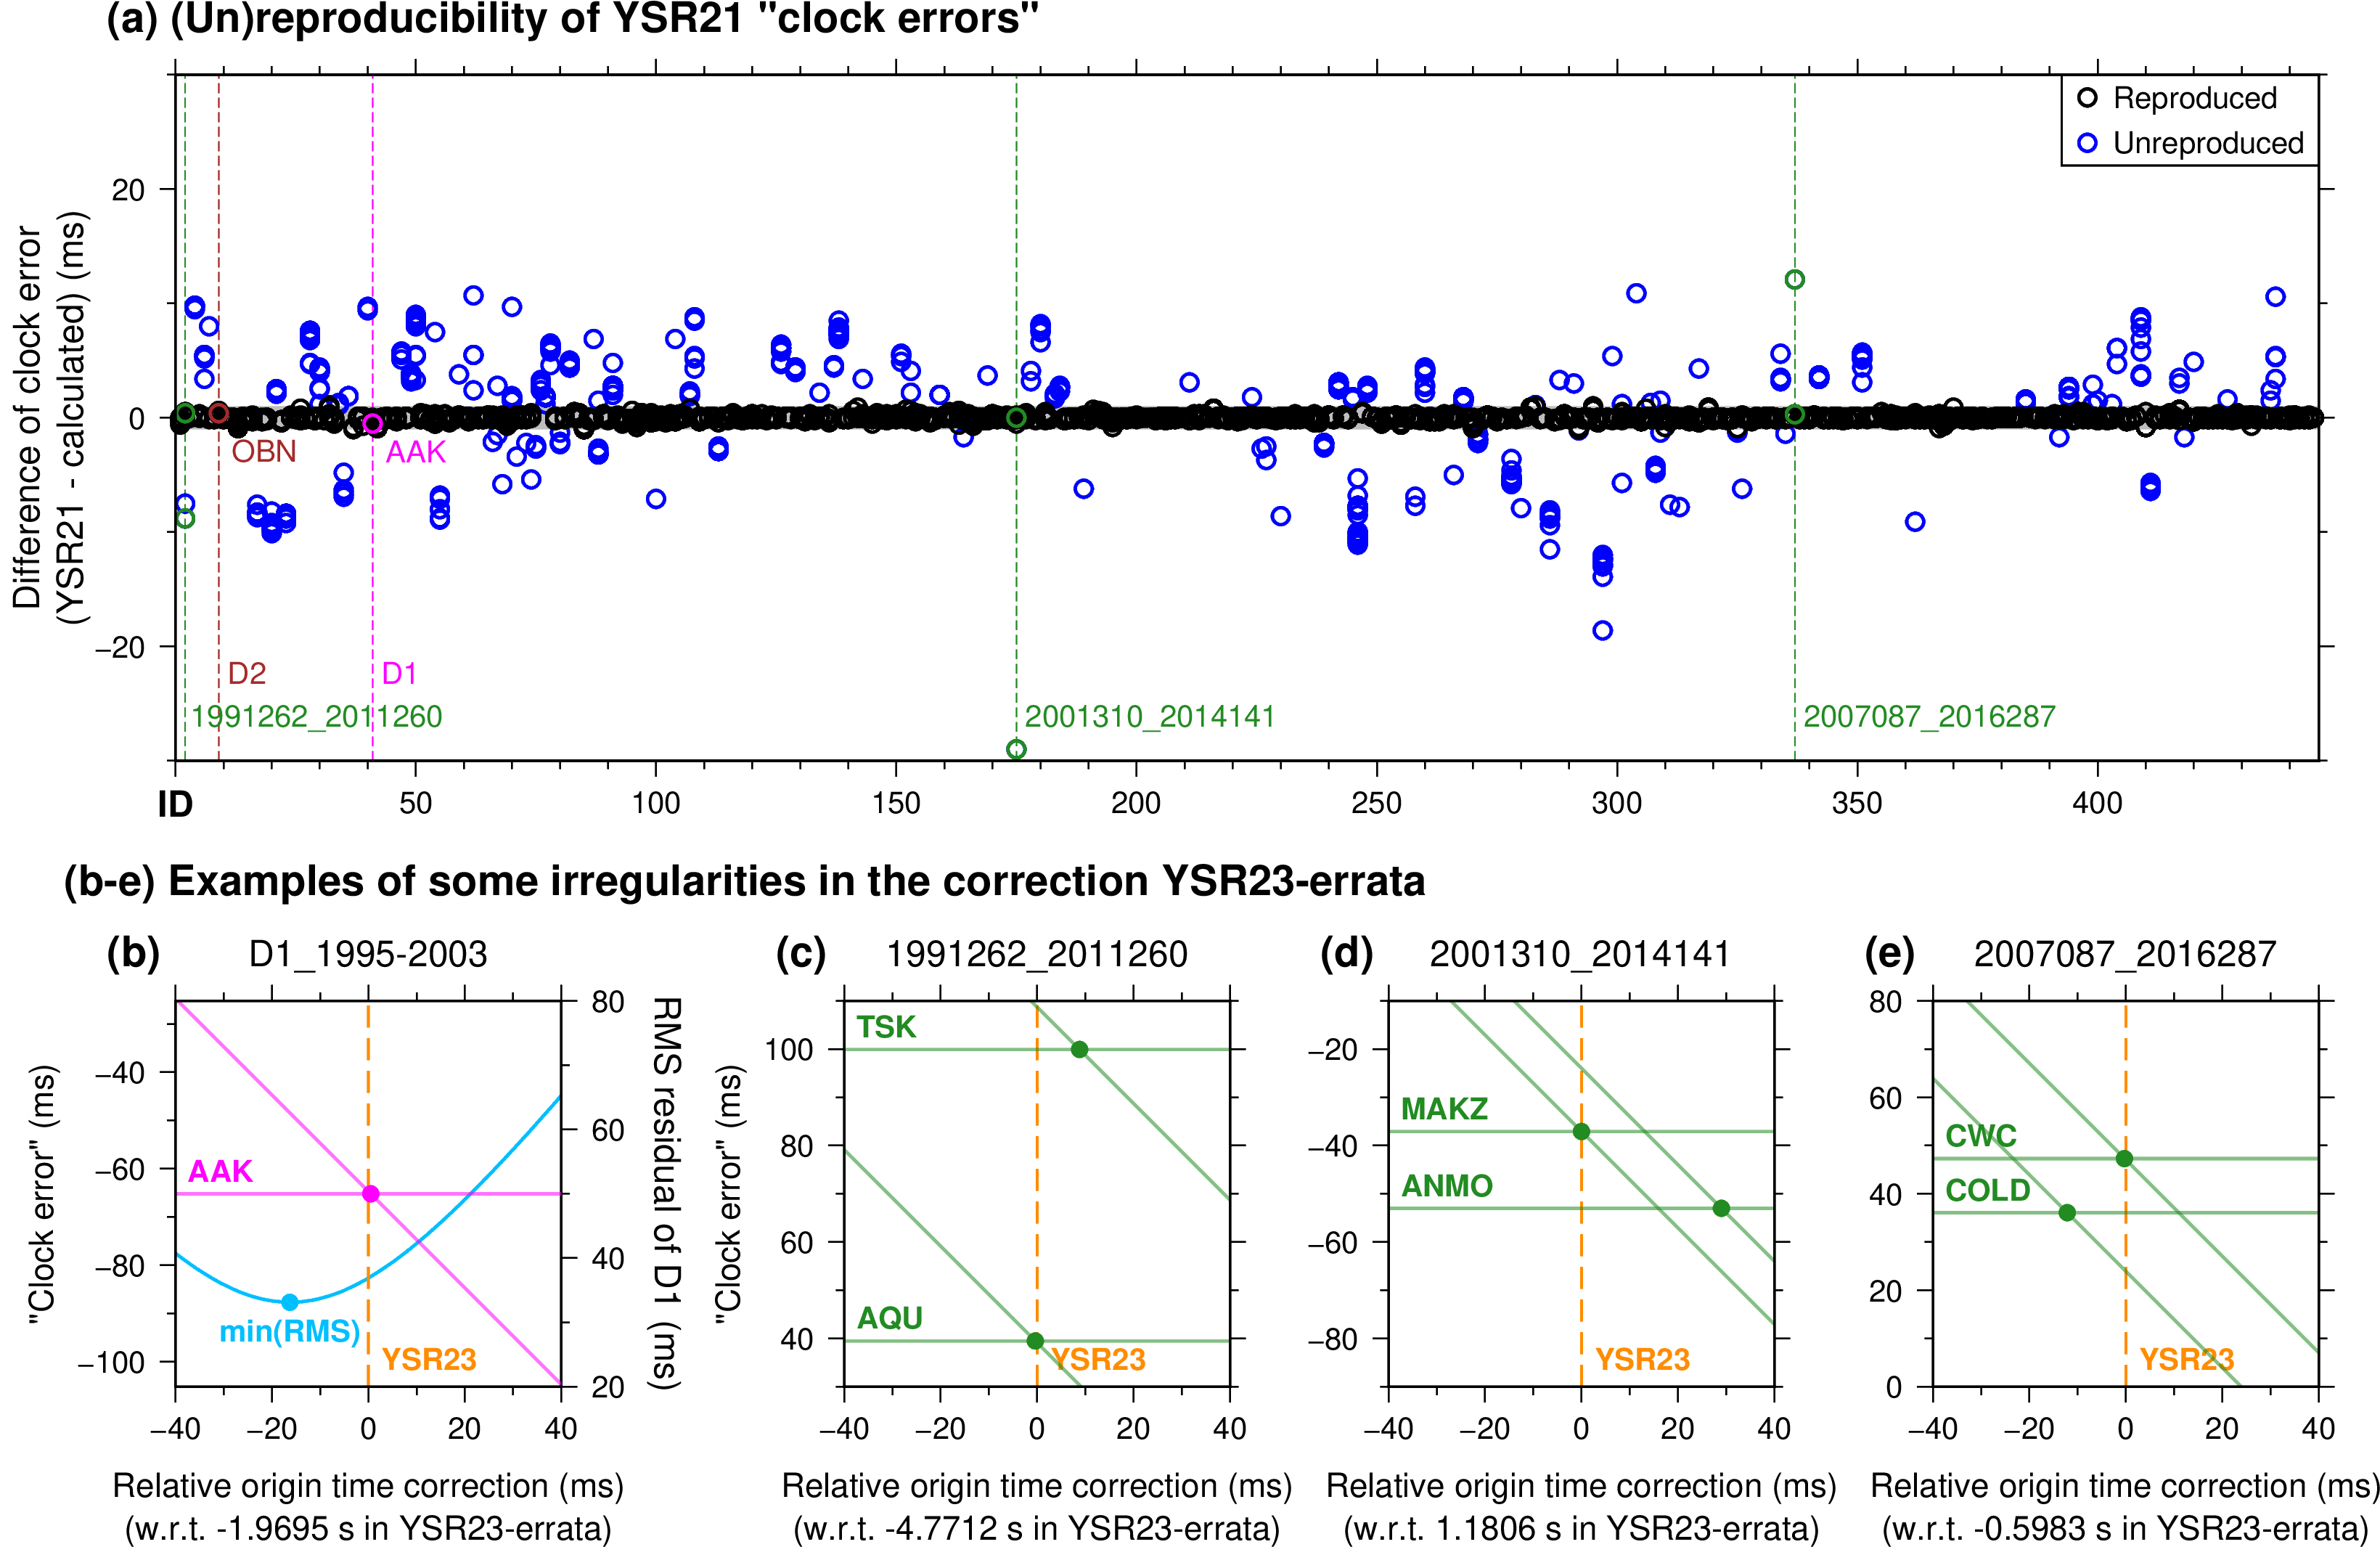 (a) (Un)reproducibility of YSR21 "clock errors"
Difference of clock error
(YSR21 - calculated) (ms)
20
0
−20
Reproduced
Unreproduced
OBN
AAK
D2
D1
1991262_2011260
2001310_2014141
2007087_2016287
ID
50
100
150
200
250
300
350
400
(b-e) Examples of some irregularities in the correction YSR23-errata
(b)
D1_1995-2003
"Clock error" (ms)
−40
−60
−80
−100
AAK
min(RMS)
YSR23
80
60
40
20
RMS residual of D1 (ms)
−40
−20
0
20
40
Relative origin time correction (ms)
(w.r.t. -1.9695 s in YSR23-errata)
(c)
1991262_2011260
"Clock error" (ms)
100
80
60
40
TSK
AQU
YSR23
−40
−20
0
20
40
Relative origin time correction (ms)
(w.r.t. -4.7712 s in YSR23-errata)
(d)
2001310_2014141
−20
−40
−60
−80
MAKZ
ANMO
YSR23
−40
−20
0
20
40
Relative origin time correction (ms)
(w.r.t. 1.1806 s in YSR23-errata)
(e)
2007087_2016287
80
60
40
20
0
CWC
COLD
YSR23
−40
−20
0
20
40
Relative origin time correction (ms)
(w.r.t. -0.5983 s in YSR23-errata)